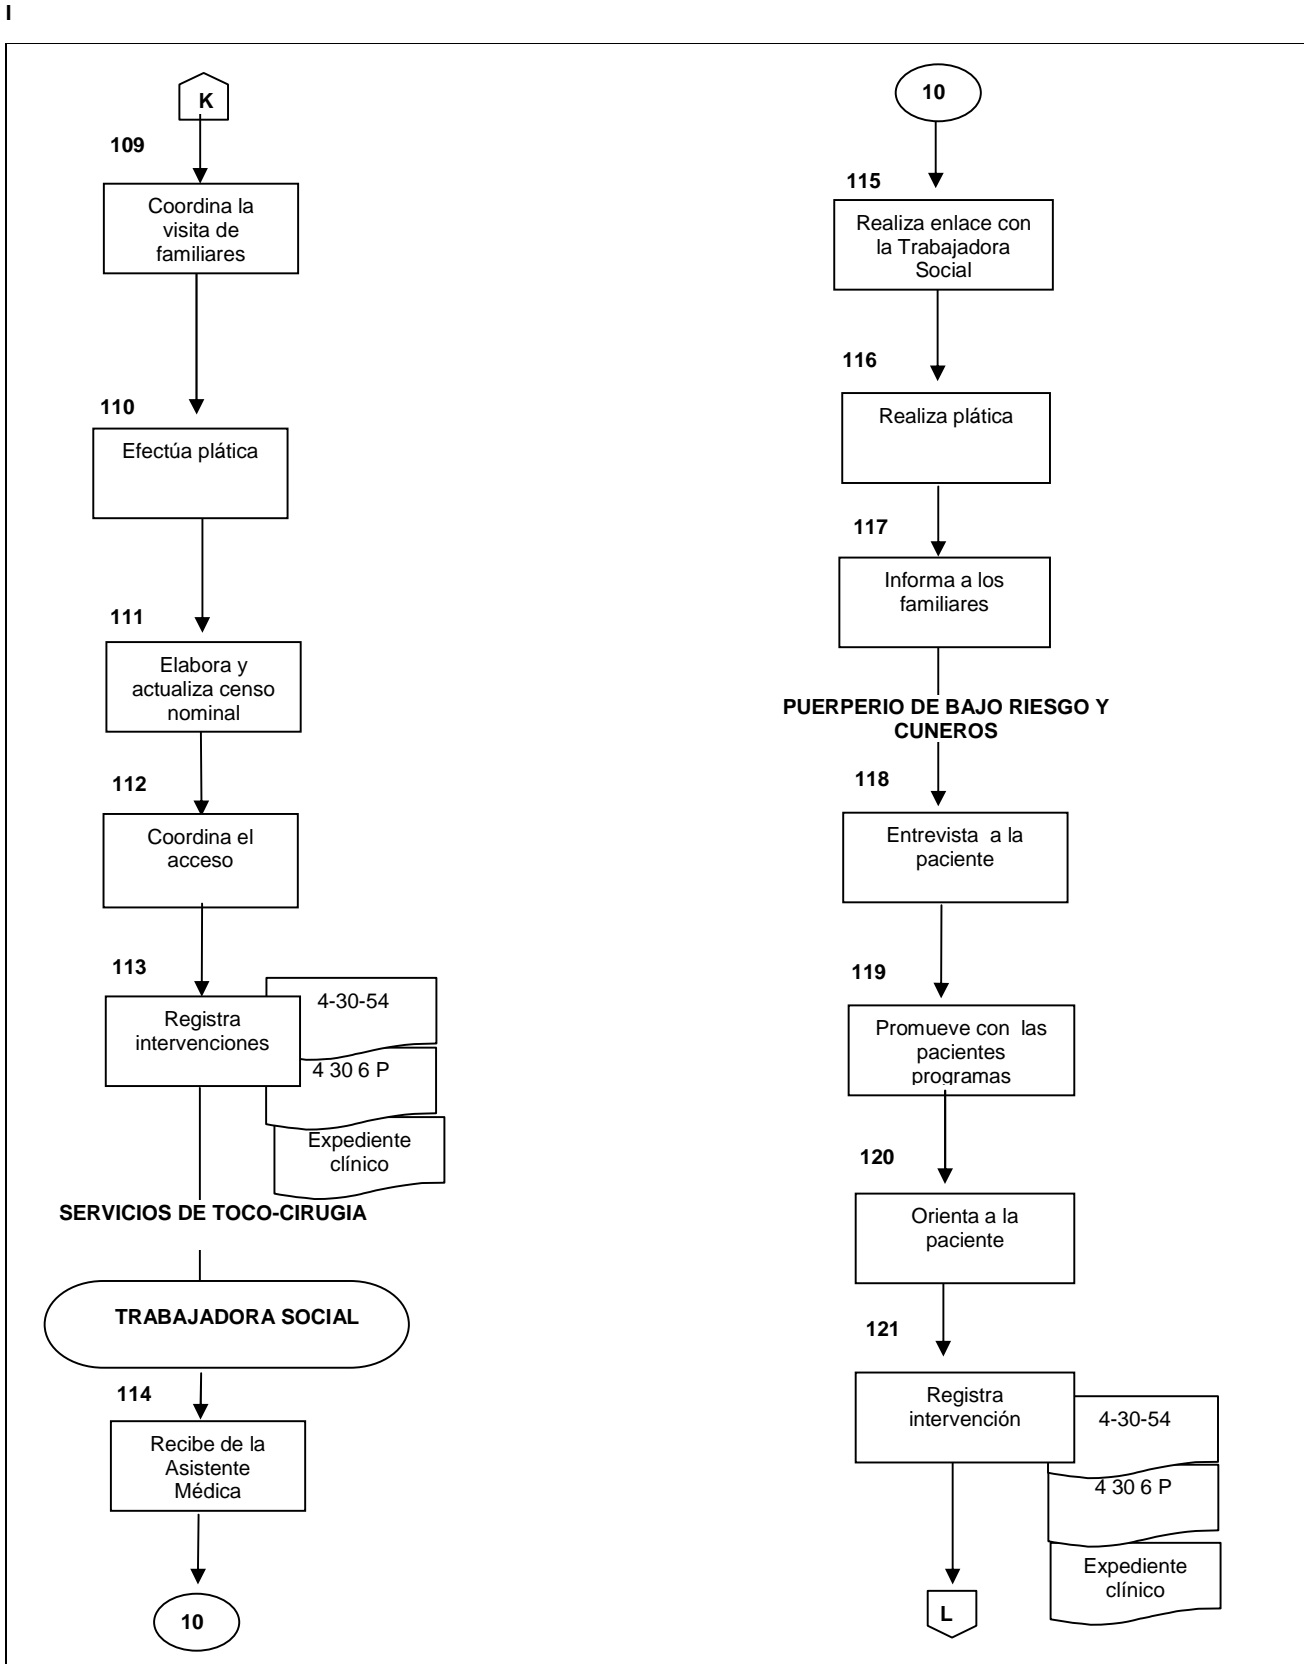 I
K
109
Coordina la
visita de
familiares
110
Efectúa plática
111
Elabora y
actualiza censo
nominal
112
Coordina el
acceso
113
Registra
intervenciones
4-30-54
4 30 6 P
Expediente
clínico
SERVICIOS DE TOCO-CIRUGIA
TRABAJADORA SOCIAL
114
Recibe de la
Asistente
Médica
10
10
115
Realiza enlace con
la Trabajadora
Social
116
Realiza plática
117
Informa a los
familiares
PUERPERIO DE BAJO RIESGO Y
CUNEROS
118
Entrevista a la
paciente
119
Promueve con las
pacientes
programas
120
Orienta a la
paciente
121
Registra
intervención
4-30-54
4 30 6 P
Expediente
clínico
L